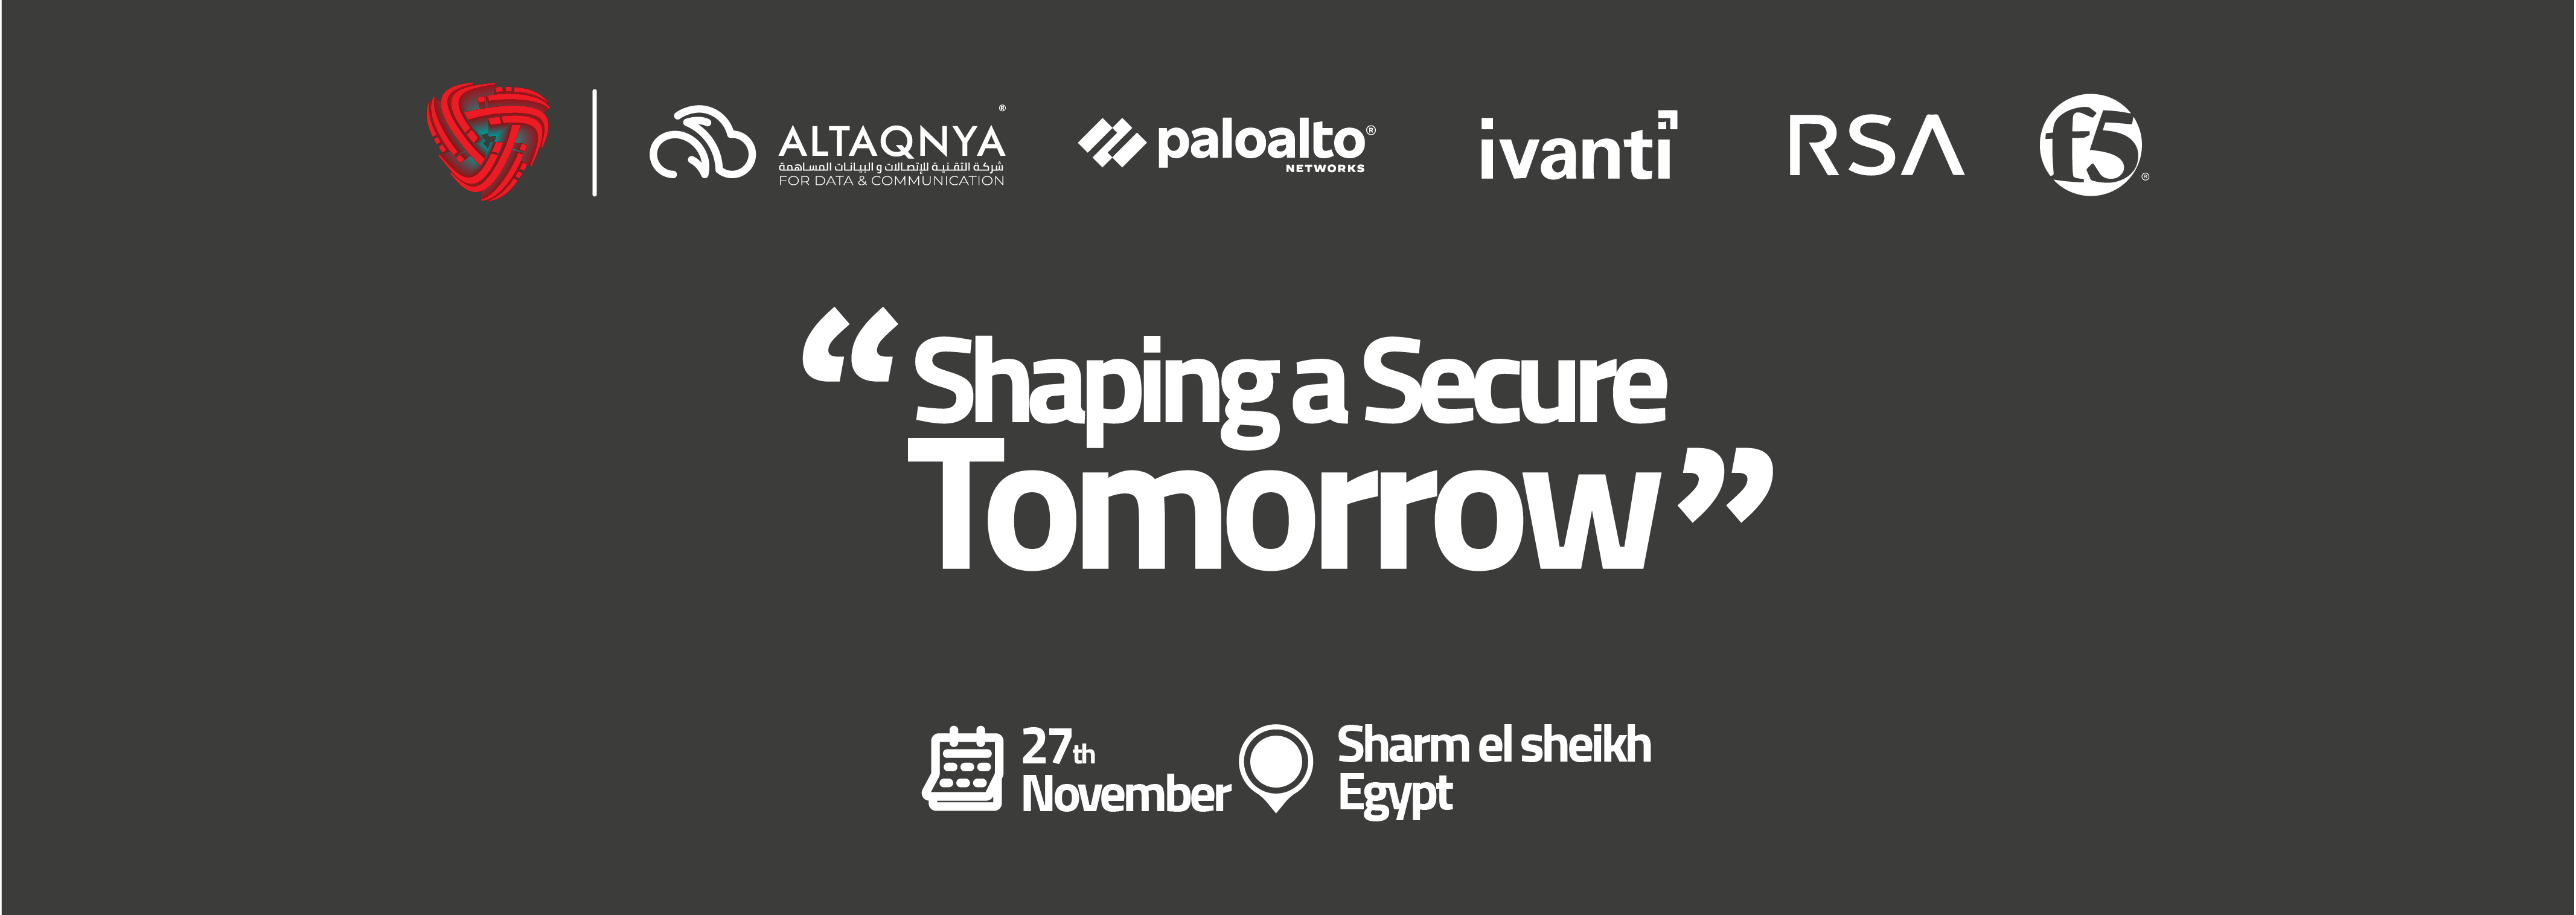 ALTAQNYA®
شركة التقنية للإتصالات و البيانات المساهمة
FOR DATA & COMMUNICATION
paloalto®
NETWORKS
ivanti
RSA
f5®
“Shaping a Secure
Tomorrow”
27th
November
Sharm el sheikh
Egypt